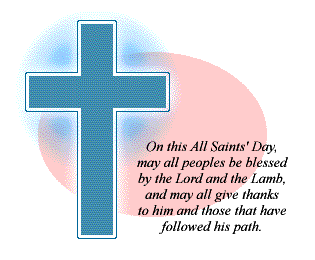 On this All Saints' Day,
may all peoples be blessed
by the Lord and the Lamb,
and may all give thanks
to him and those that have
followed his path.